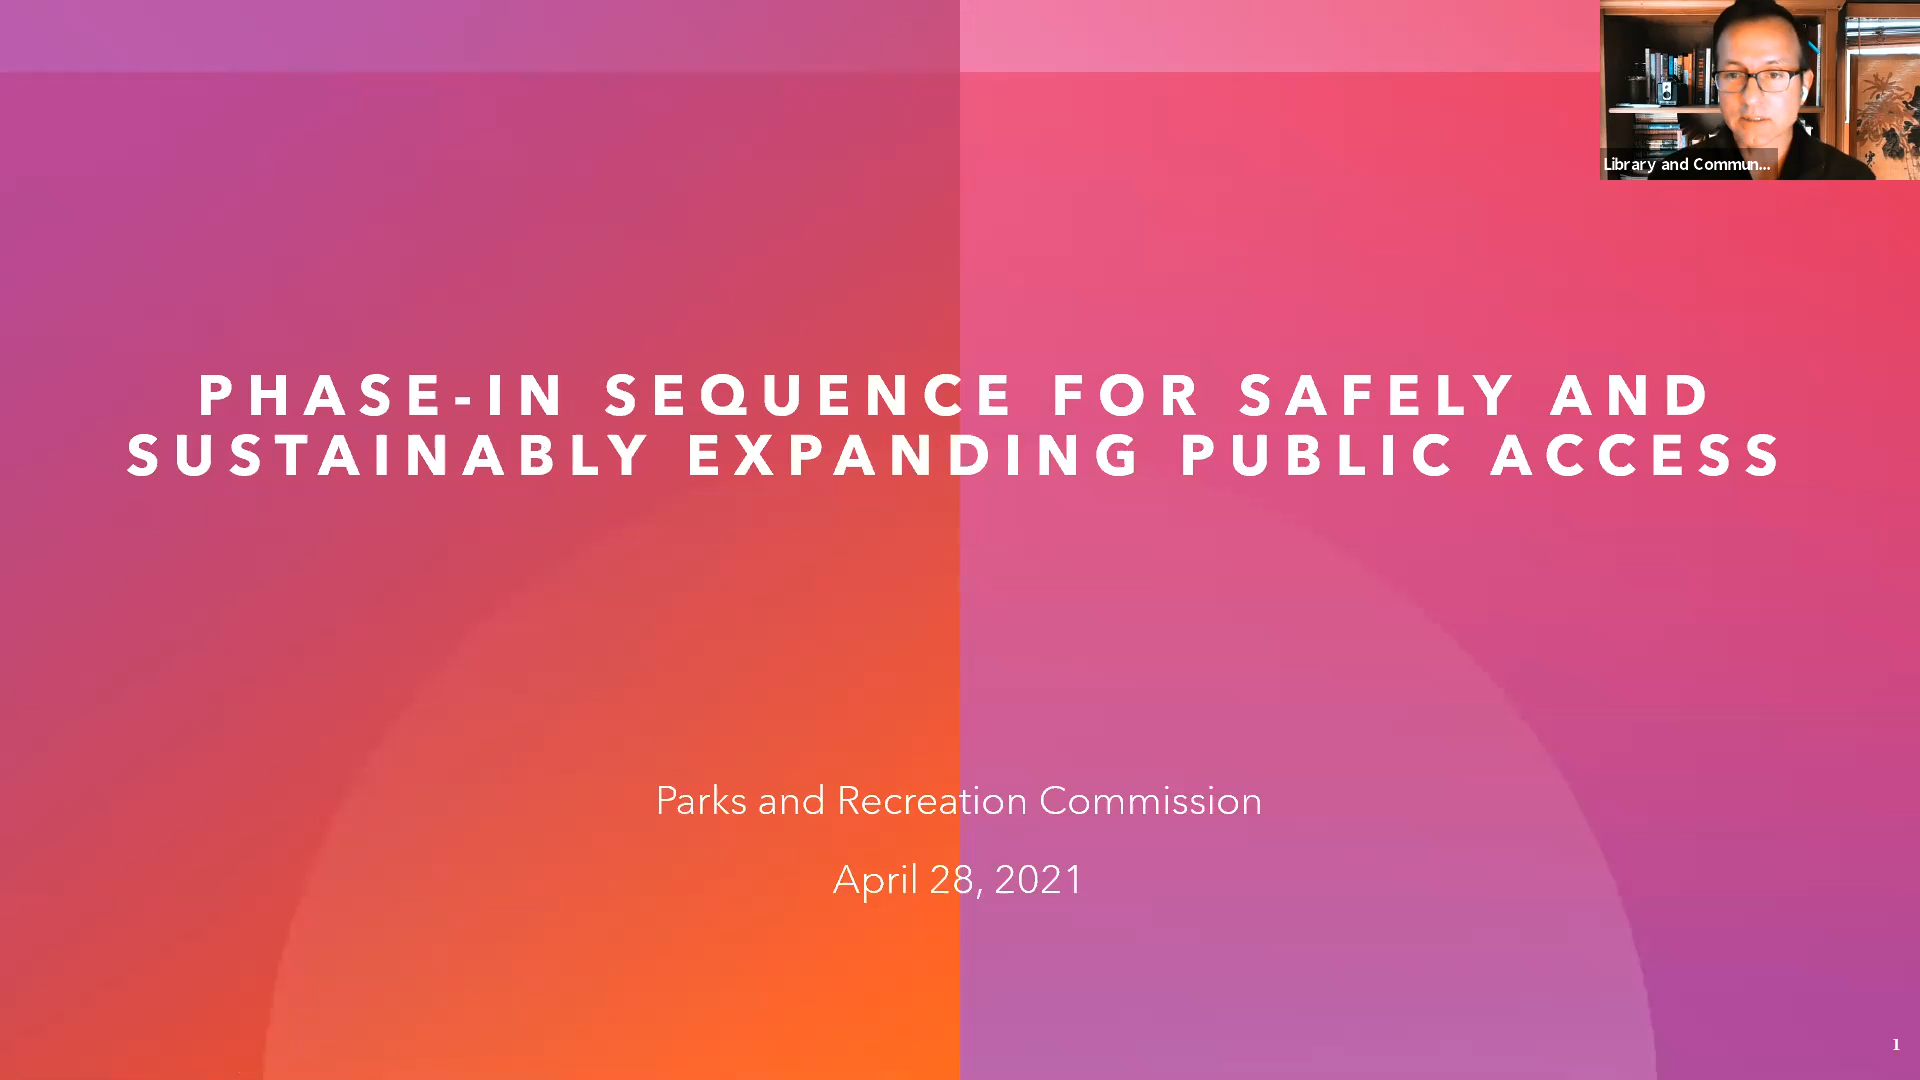 PHASE-IN SEQUENCE FOR SAFELY AND
SUSTAINABLY EXPANDING PUBLIC ACCESS
Parks and Recreation Commission
April 28, 2021
Library and Commun...
1